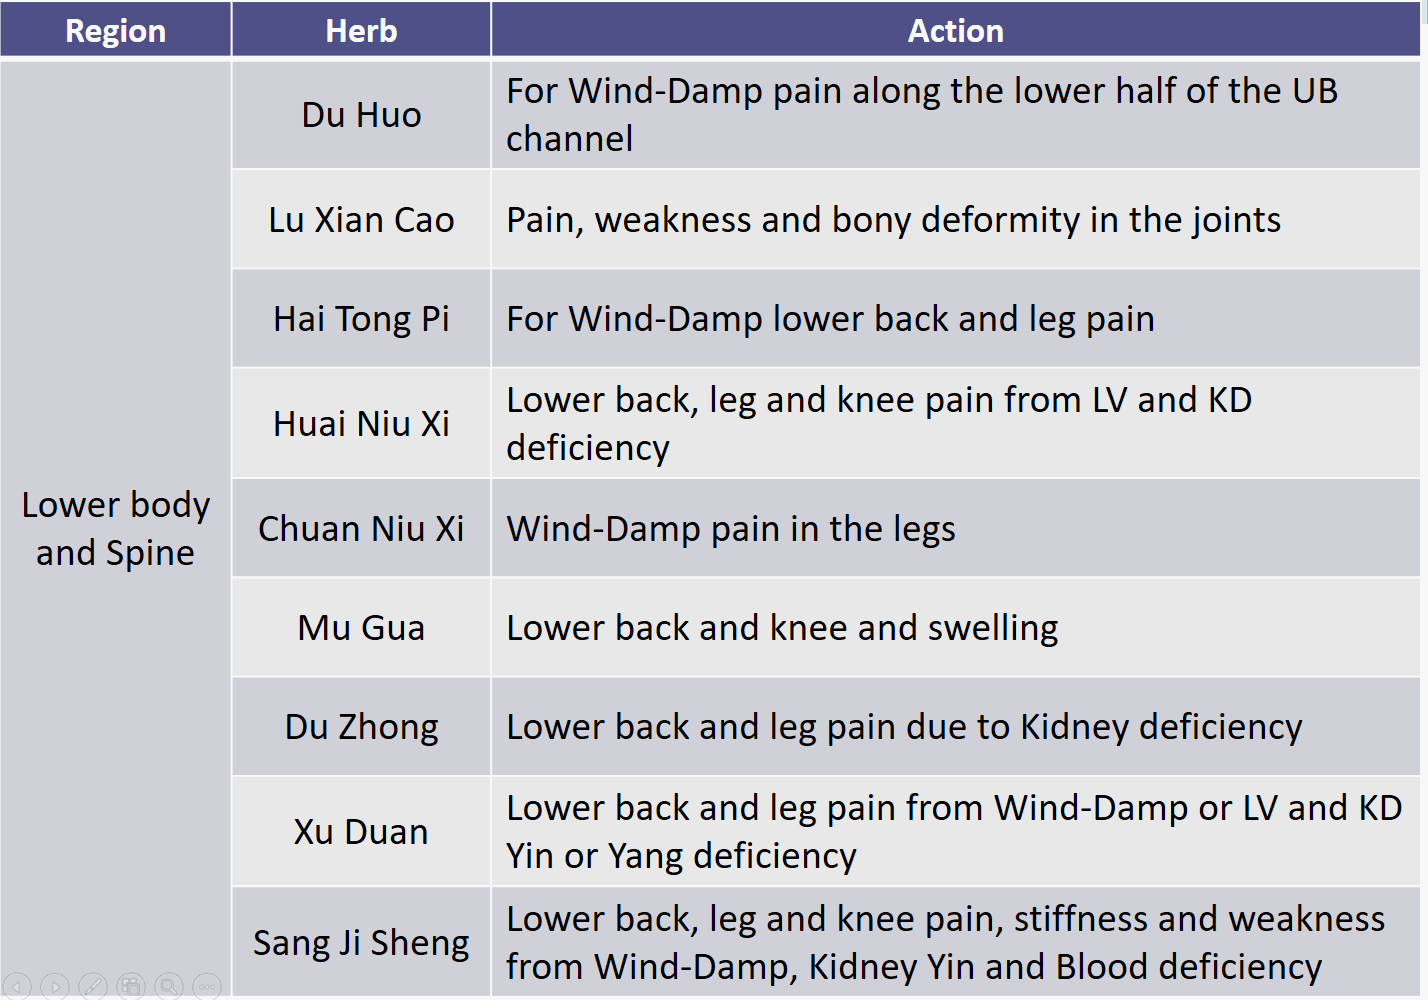 Region Herb Action
Du Huo
For Wind-Damp pain along the lower half of the UB
channel
Lu Xian Cao
Pain, weakness and bony deformity in the joints
Hai Tong Pi
For Wind-Damp lower back and leg pain
Huai Niu Xi
Lower back, leg and knee pain from LV and KD
deficiency
Lower body
and Spine
Chuan Niu Xi
Wind-Damp pain in the legs
Mu Gua
Lower back and knee and swelling
Du Zhong
Lower back and leg pain due to Kidney deficiency
Xu Duan
Lower back and leg pain from Wind-Damp or LV and KD
Yin or Yang deficiency
Sang Ji Sheng
Lower back, leg and knee pain, stiffness and weakness
from Wind-Damp, Kidney Yin and Blood deficiency